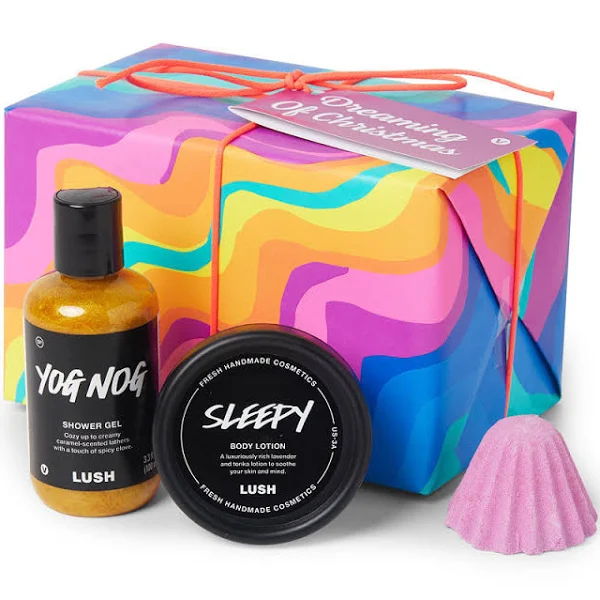 Dreaming
Of Christmas
YOG NOG
SHOWER GEL
Cozy up to creamy
caramel-scented lathers
with a touch of spicy clove.
LUSH
FRESH HANDMADE COSMETICS
SLEEPY
BODY LOTION
A luxuriously rich lavender
and tonka lotion to soothe
your skin and mind.
LUSH
US-3A
FRESH HANDMADE COSMETICS